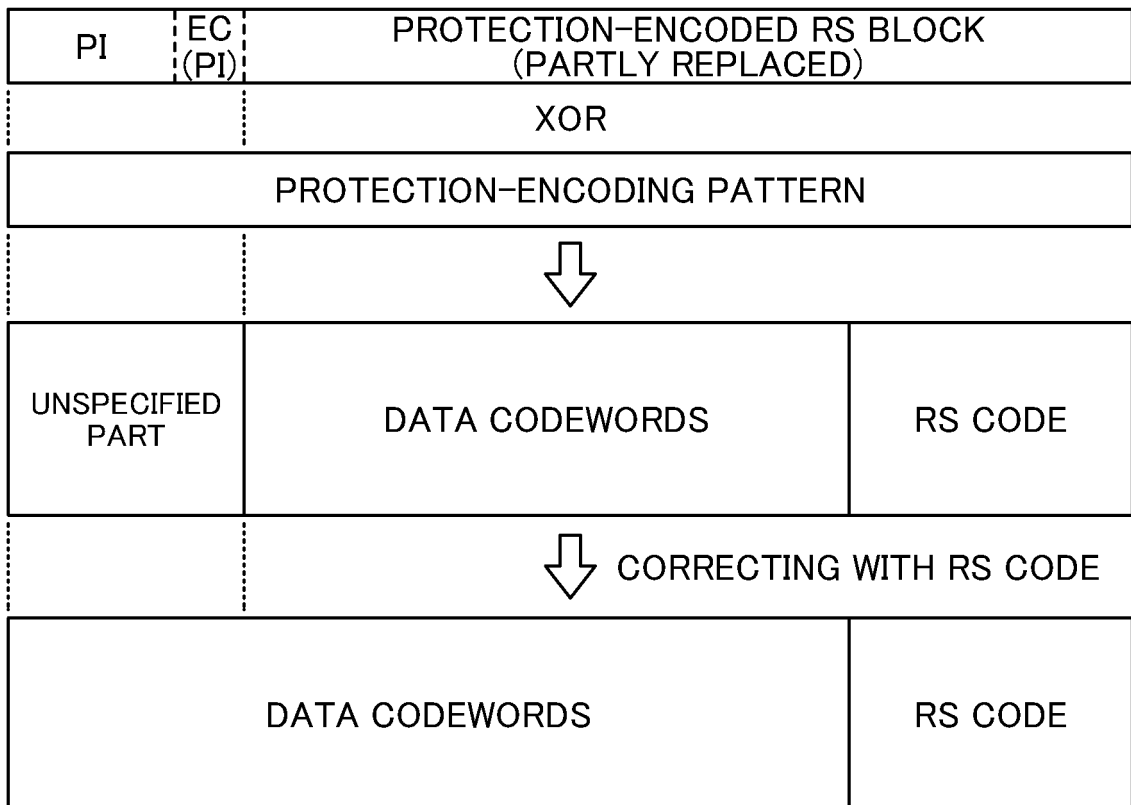 PI
EC
(PI)
PROTECTION-ENCODED RS BLOCK
(PARTLY REPLACED)
XOR
PROTECTION-ENCODING PATTERN
UNSPECIFIED
PART
DATA CODEWORDS
RS CODE
CORRECTING WITH RS CODE
DATA CODEWORDS
RS CODE